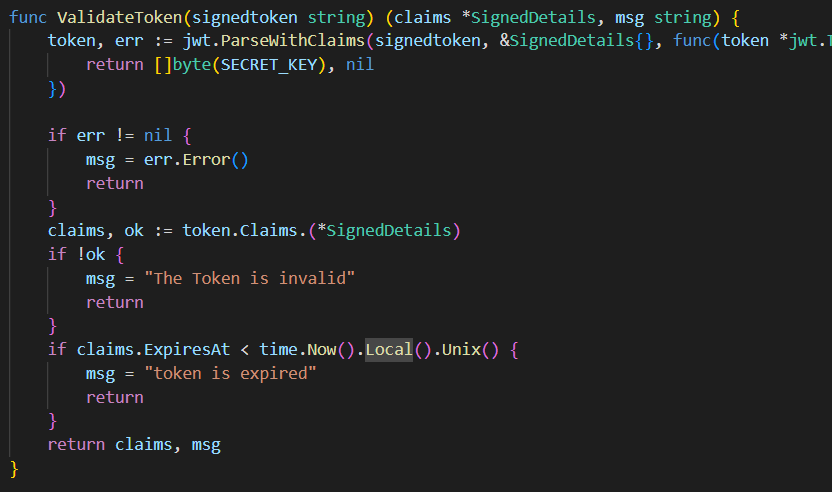 func ValidateToken(signedtoken string) (claims *SignedDetails, msg string) {
    token, err := jwt.ParseWithClaims(signedtoken, &SignedDetails{}, func(token *jwt.
        return []byte(SECRET_KEY), nil
    })
    if err != nil {
        msg = err.Error()
        return
    }
    claims, ok := token.Claims.(*SignedDetails)
    if !ok {
        msg = "The Token is invalid"
        return
    }
    if claims.ExpiresAt < time.Now().Local().Unix() {
        msg = "token is expired"
        return
    }
    return claims, msg
}